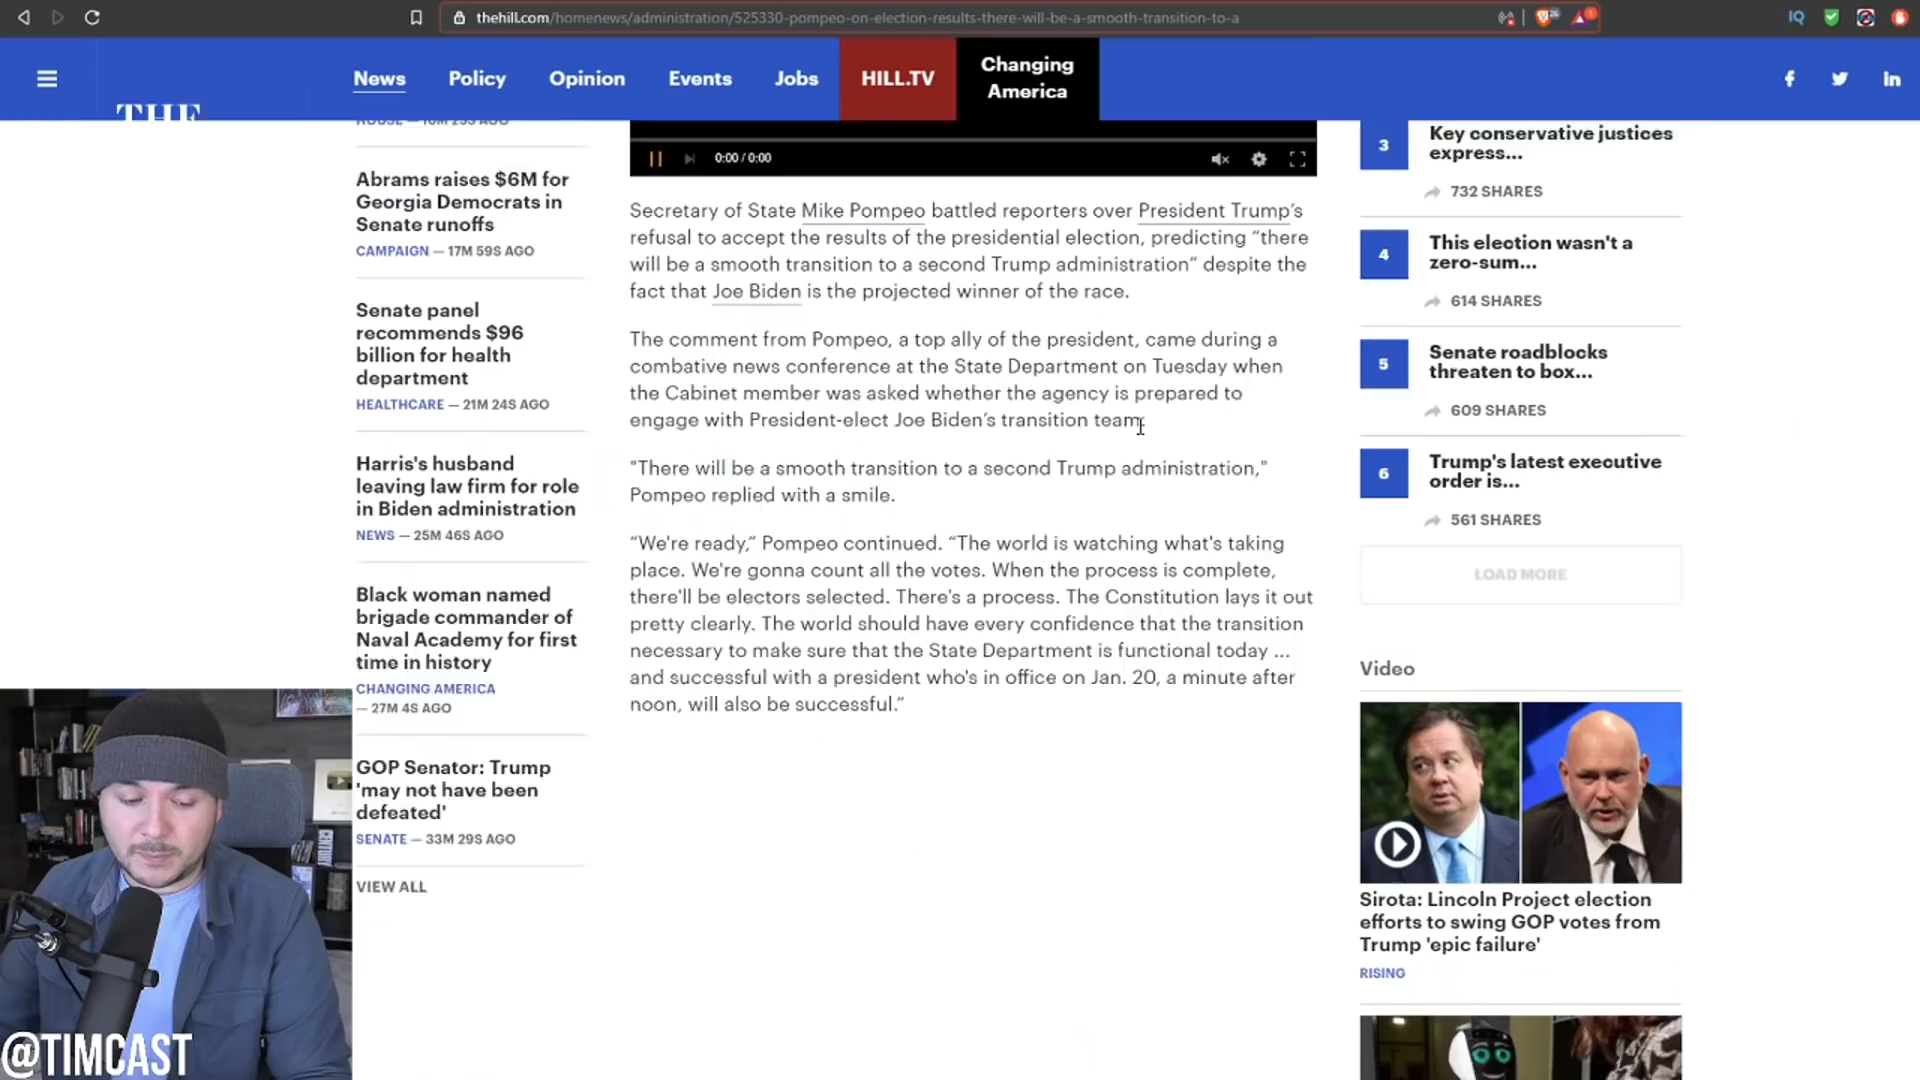 thehill.com/homenews/administration/525330-pompeo-on-election-results-there-will-be-a-smooth-transition-to-a
IQ
THE
News
Policy
Opinion
Events
Jobs
HILL.TV
Changing
America
Abrams raises $6M for
Georgia Democrats in
Senate runoffs
CAMPAIGN — 17M 59S AGO
Senate panel
recommends $96
billion for health
department
HEALTHCARE — 21M 24S AGO
Harris's husband
leaving law firm for role
in Biden administration
NEWS — 25M 46S AGO
Black woman named
brigade commander of
Naval Academy for first
time in history
CHANGING AMERICA
— 27M 4S AGO
GOP Senator: Trump
'may not have been
defeated'
SENATE — 33M 29S AGO
VIEW ALL
0:00 / 0:00
Secretary of State Mike Pompeo battled reporters over President Trump’s
refusal to accept the results of the presidential election, predicting “there
will be a smooth transition to a second Trump administration” despite the
fact that Joe Biden is the projected winner of the race.
The comment from Pompeo, a top ally of the president, came during a
combative news conference at the State Department on Tuesday when
the Cabinet member was asked whether the agency is prepared to
engage with President-elect Joe Biden’s transition team.
"There will be a smooth transition to a second Trump administration,"
Pompeo replied with a smile.
“We're ready,” Pompeo continued. “The world is watching what's taking
place. We're gonna count all the votes. When the process is complete,
there'll be electors selected. There's a process. The Constitution lays it out
pretty clearly. The world should have every confidence that the transition
necessary to make sure that the State Department is functional today ...
and successful with a president who's in office on Jan. 20, a minute after
noon, will also be successful.”
3
Key conservative justices
express...
732 SHARES
4
This election wasn't a
zero-sum...
614 SHARES
5
Senate roadblocks
threaten to box...
609 SHARES
6
Trump's latest executive
order is...
561 SHARES
LOAD MORE
Video
Sirota: Lincoln Project election
efforts to swing GOP votes from
Trump 'epic failure'
RISING
@TIMCAST